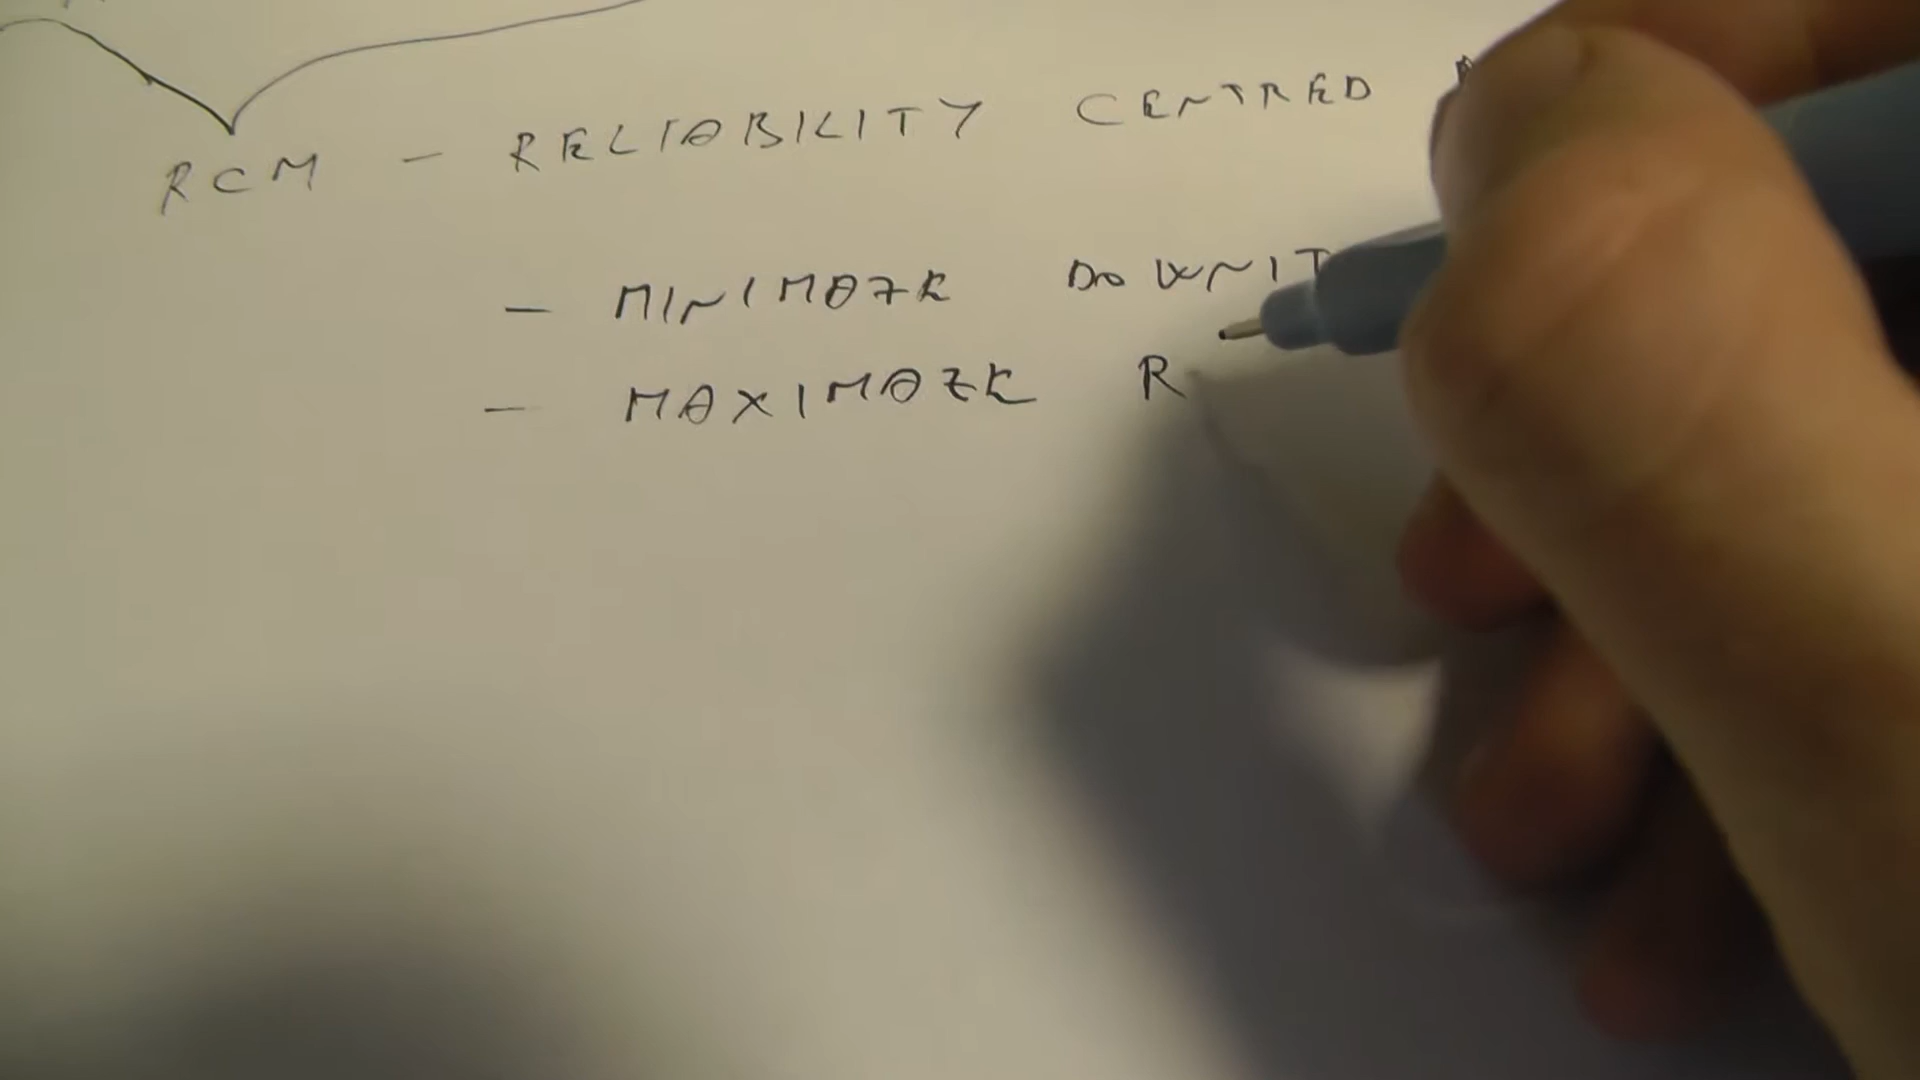 RCM - RELIABILITY CENTRED
- MINIMAZE DOWNIT
- MAXIMAZE R